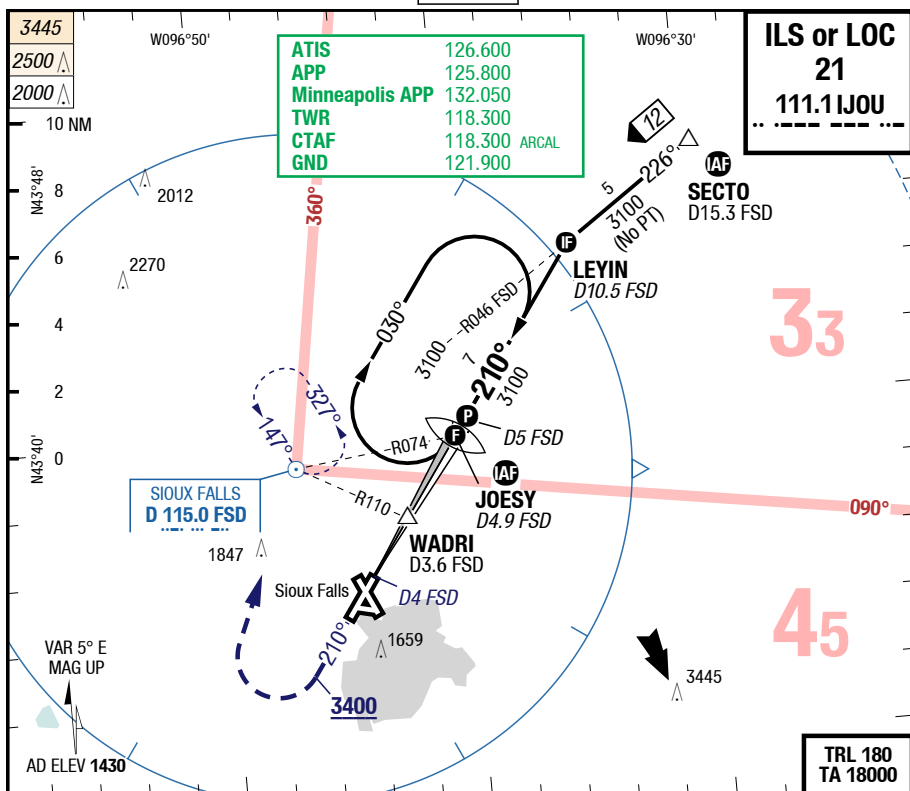 3445
2500
2000
W096°50'
W096°30'
ATIS 126.600
APP 125.800
Minneapolis APP 132.050
TWR 118.300
CTAF 118.300 ARCAL
GND 121.900
ILS or LOC
21
111.1 IJOU
10 NM
8
6
4
2
0
N43°48'
N43°40'
2012
2270
360°
12
226°
5
3100
(No PT)
IAF
SECTO
D15.3 FSD
IF
LEYIN
D10.5 FSD
33
030°
3100
R046 FSD
7
210°
3100
P
D5 FSD
F
327°
147°
R074
R110
IAF
JOESY
D4.9 FSD
090°
SIOUX FALLS
D 115.0 FSD
WADRI
D3.6 FSD
1847
Sioux Falls
D4 FSD
210°
1659
3400
45
3445
VAR 5° E
MAG UP
AD ELEV 1430
TRL 180
TA 18000